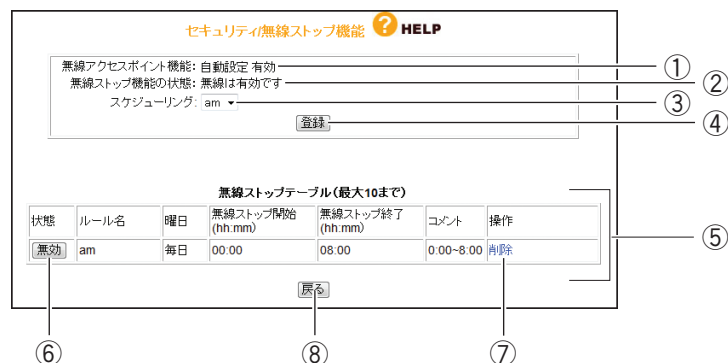 セキュリティ/無線ストップ機能 ? HELP
無線アクセスポイント機能: 自動設定 有効 ①
無線ストップ機能の状態: 無線は有効です ②
スケジューリング: am ③
登録 ④
無線ストップテーブル(最大10まで)
状態 ルール名 曜日 無線ストップ開始(hh:mm) 無線ストップ終了(hh:mm) コメント 操作
無効 am 毎日 00:00 08:00 0:00~8:00 削除
⑤
戻る
⑥ ⑧ ⑦